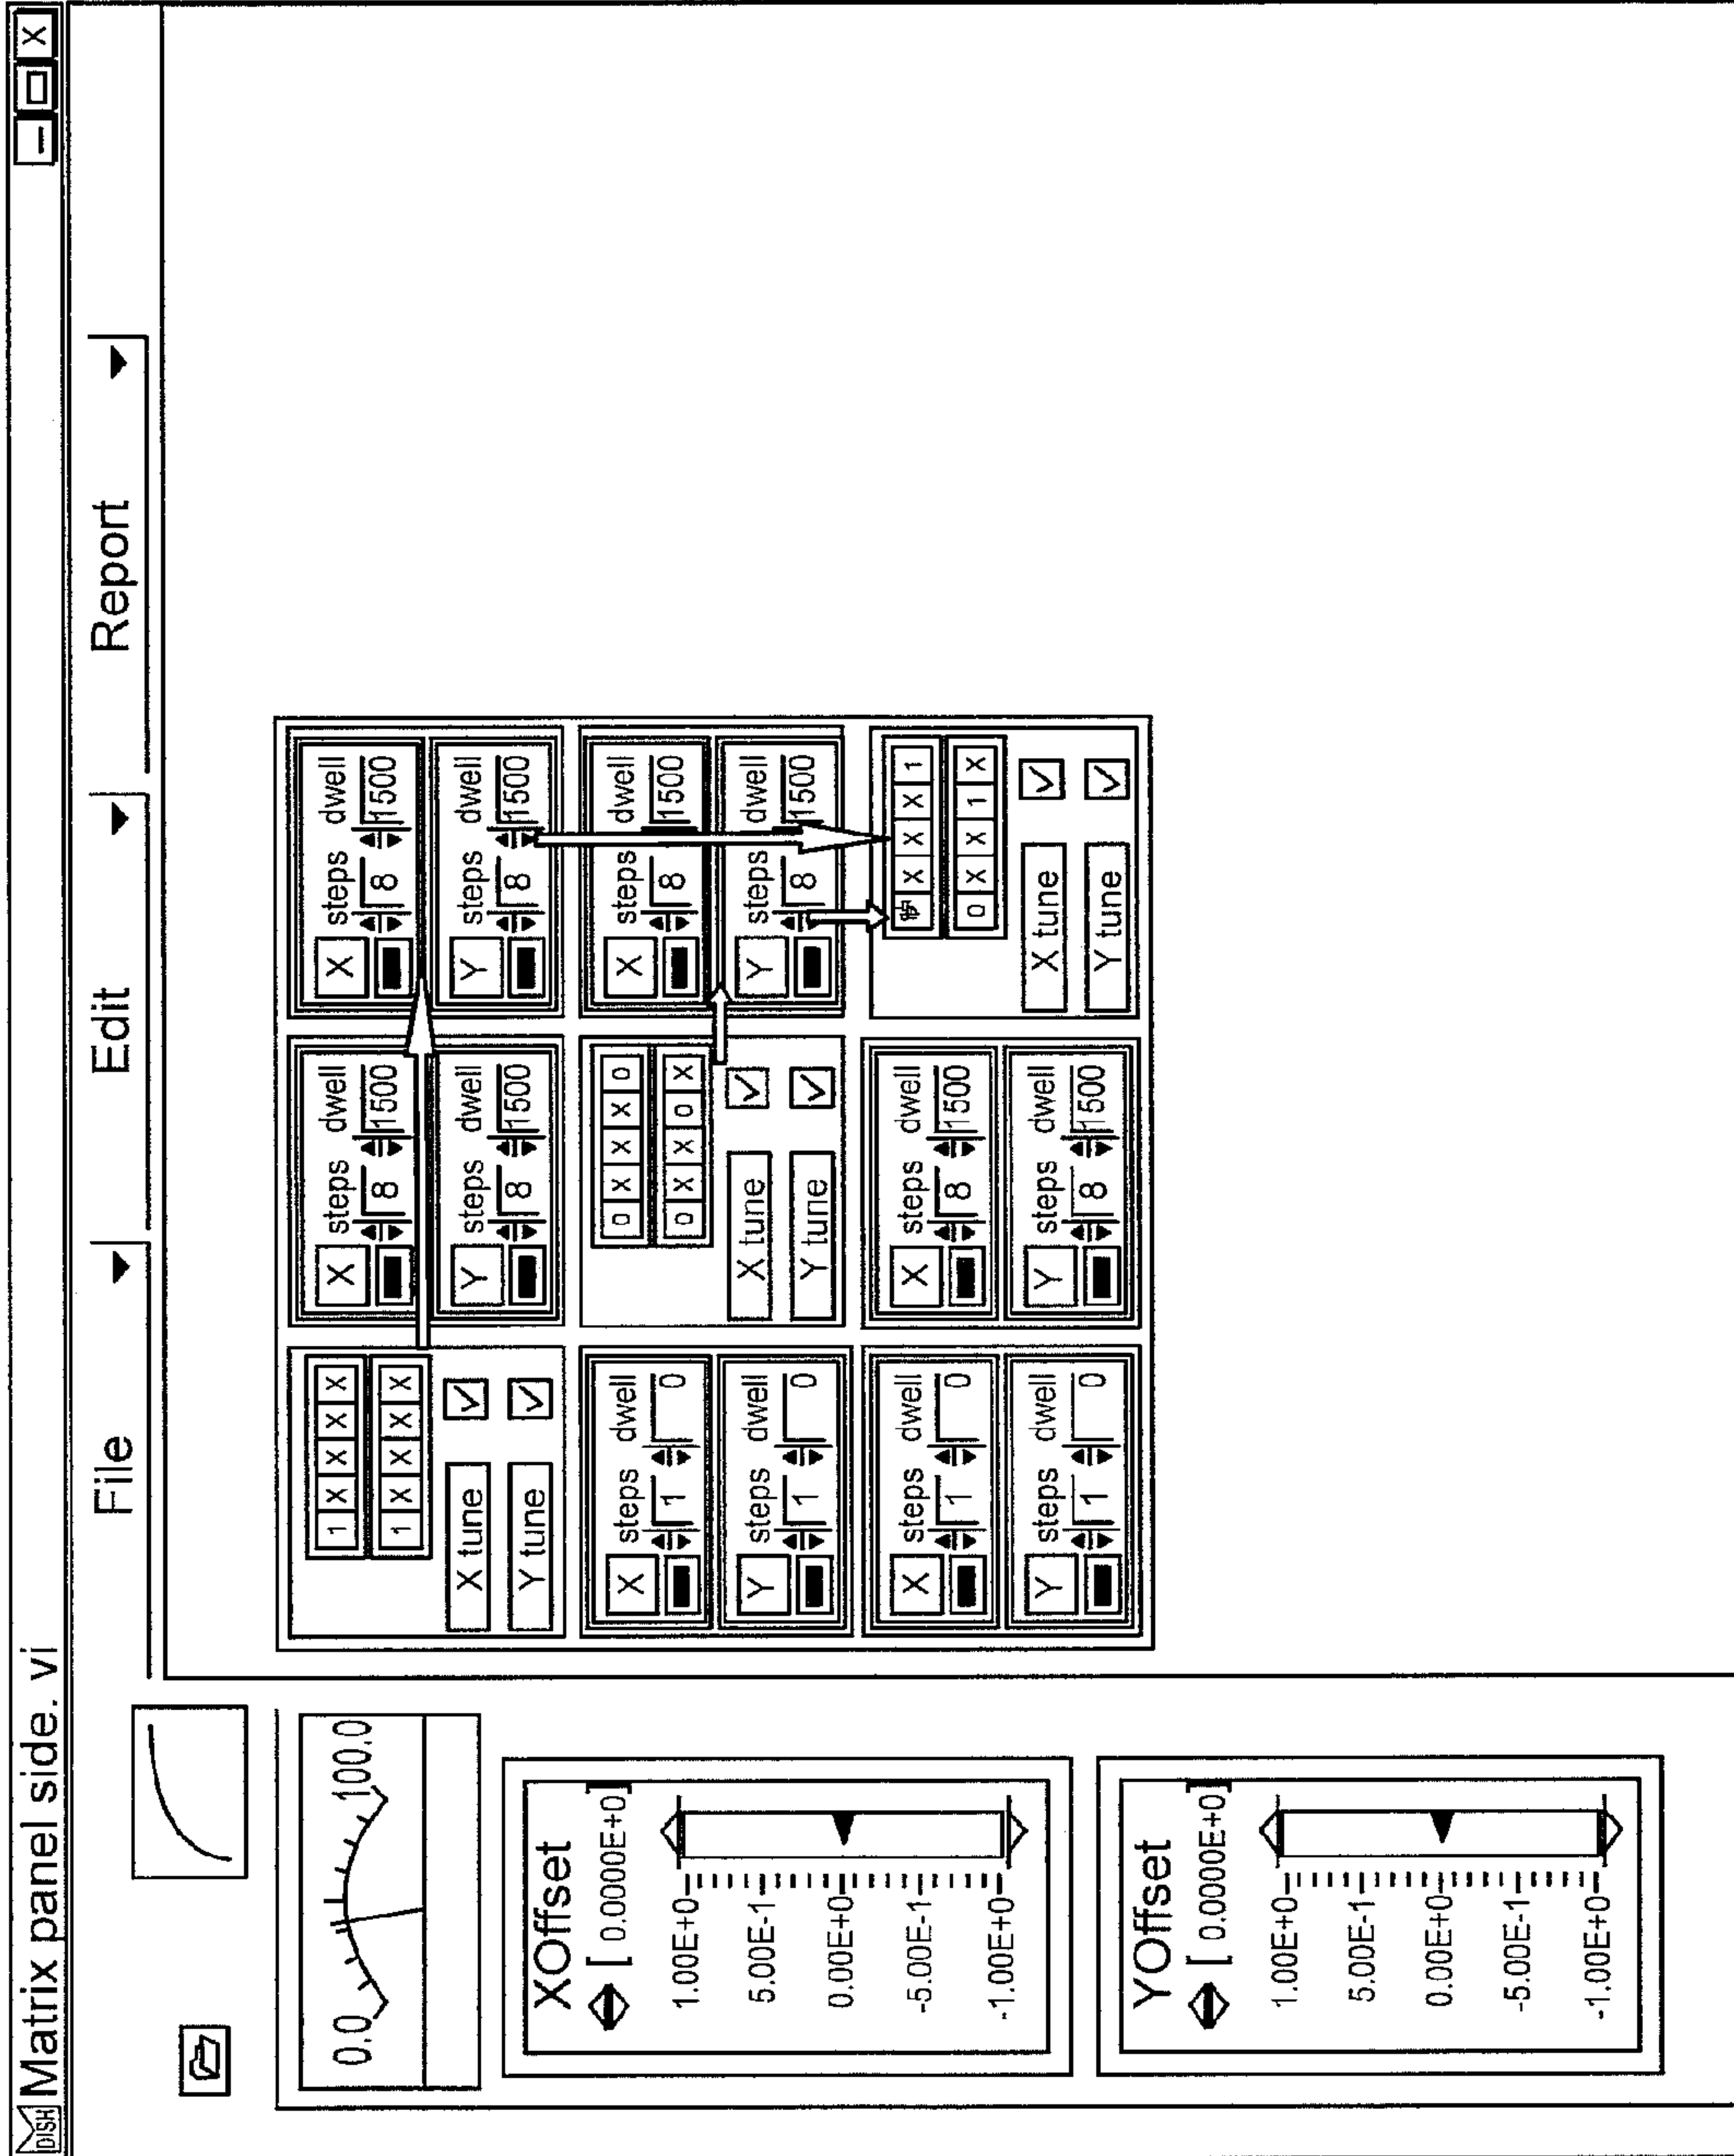 DISH Matrix panel side. vi
File Edit Report
0.0 100.0
XOffset
[ 0.0000E+0]
1.00E+0
5.00E-1
0.00E+0
-5.00E-1
-1.00E+0
YOffset
[ 0.0000E+0]
1.00E+0
5.00E-1
0.00E+0
-5.00E-1
-1.00E+0
1 X X X X
1 X X X X
X tune
Y tune
X steps dwell
8 1500
Y steps dwell
8 1500
X steps dwell
8 1500
Y steps dwell
8 1500
X steps dwell
1 0
Y steps dwell
1 0
0 X X X 0
0 X X 0 X
X tune
Y tune
X steps dwell
8 1500
Y steps dwell
8 1500
X steps dwell
1 0
Y steps dwell
1 0
X steps dwell
8 1500
Y steps dwell
8 1500
X X X 1
0 X X 1 X
X tune
Y tune